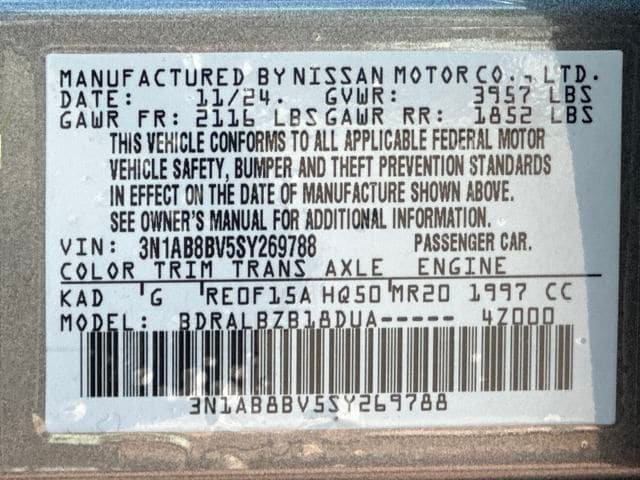 MANUFACTURED BY NISSAN MOTOR CO., LTD.
DATE: 11/24. GVWR: 3957 LBS
GAWR FR: 2116 LBS GAWR RR: 1852 LBS
THIS VEHICLE CONFORMS TO ALL APPLICABLE FEDERAL MOTOR
VEHICLE SAFETY, BUMPER AND THEFT PREVENTION STANDARDS
IN EFFECT ON THE DATE OF MANUFACTURE SHOWN ABOVE.
SEE OWNER'S MANUAL FOR ADDITIONAL INFORMATION.
VIN: 3N1AB8BV5SY269788 PASSENGER CAR.
COLOR TRIM TRANS AXLE ENGINE
KAD G RE0F15A HQ50 MR20 1997 CC
MODEL: BDRALBZB18DUA----- 4Z000
3N1AB8BV5SY269788